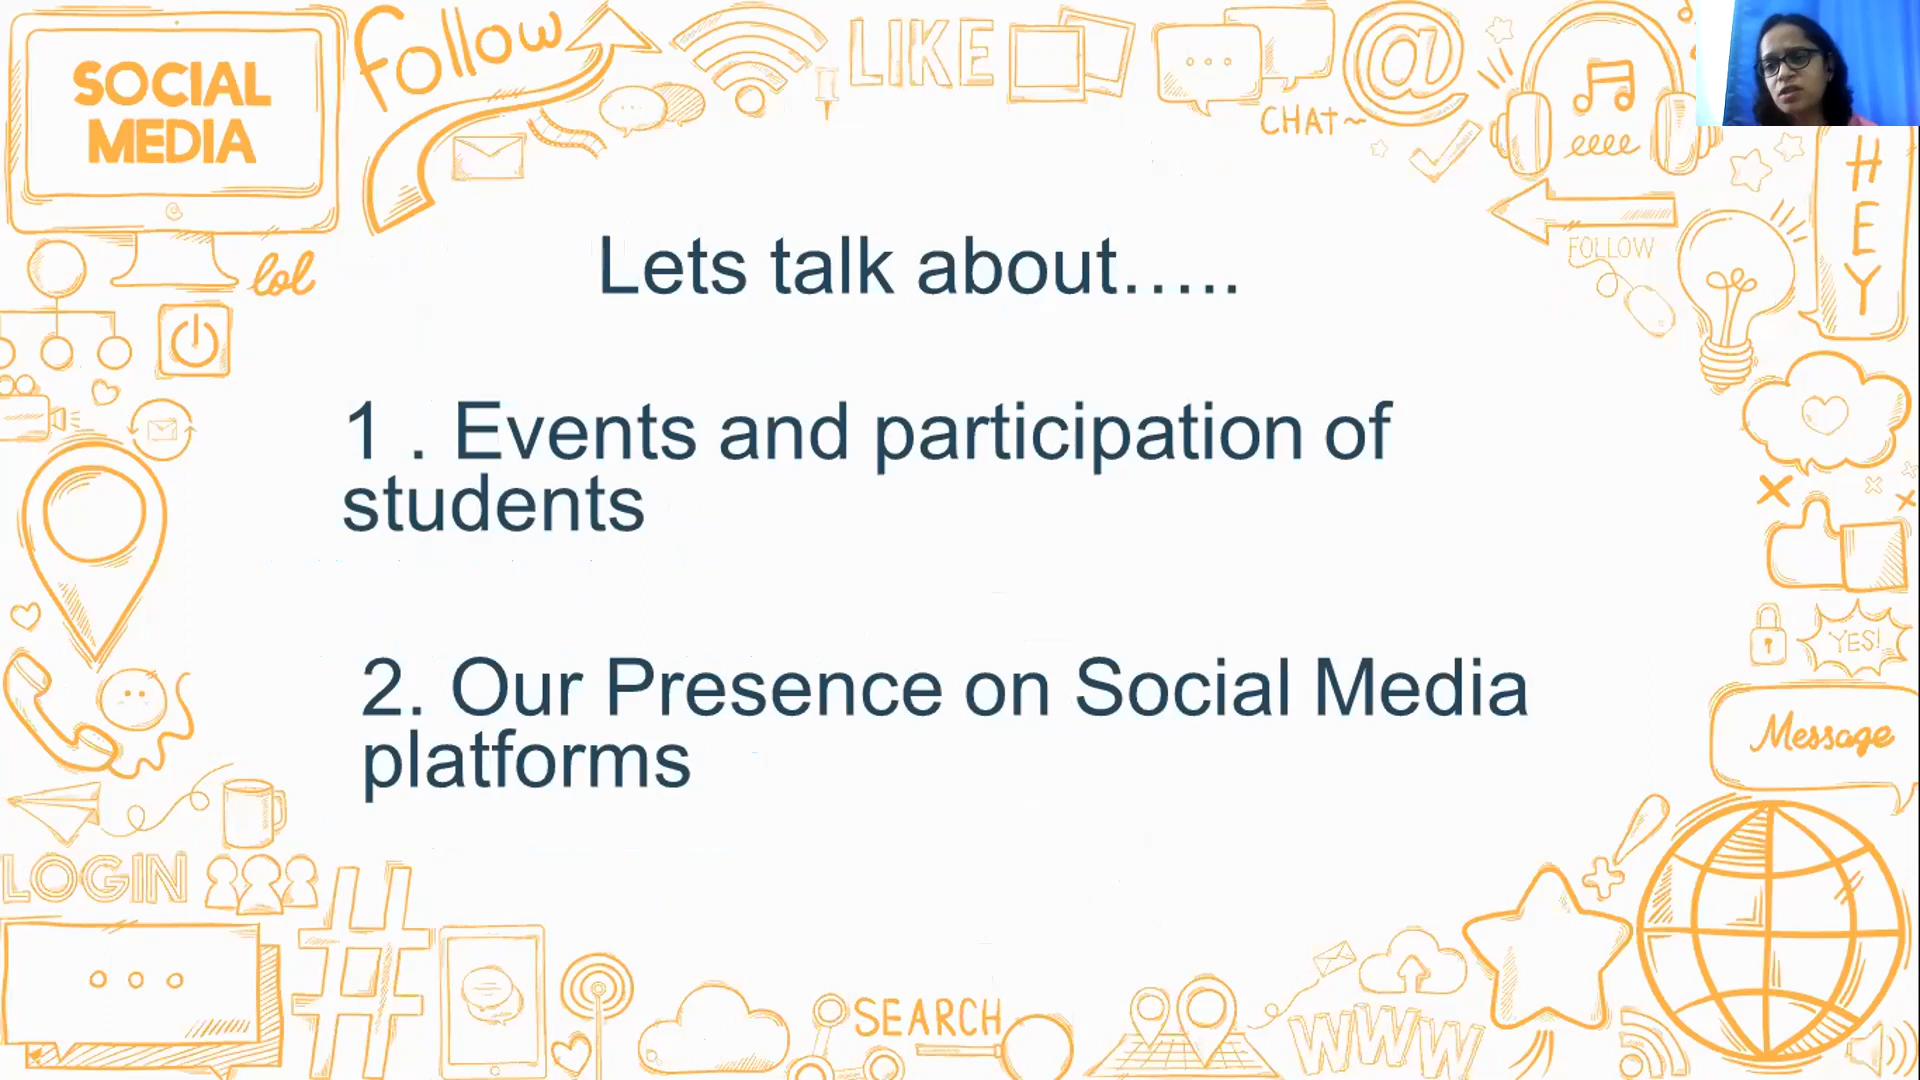 SOCIAL
MEDIA
follow
LIKE
CHAT~
HEY
FOLLOW
lol
Lets talk about.....
1 . Events and participation of
students
2. Our Presence on Social Media
platforms
YES!
Message
LOGIN
#
SEARCH
WWW